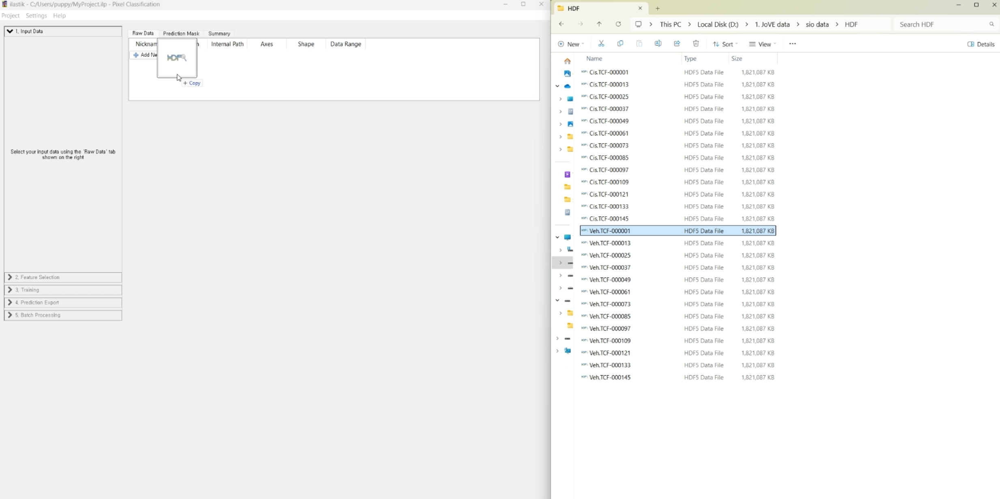 ilastik - C:/Users/puppy/MyProject.ilp - Pixel Classification
Project Settings Help
1. Input Data
Select your input data using the 'Raw Data' tab
shown on the right
2. Feature Selection
3. Training
4. Prediction Export
5. Batch Processing
Raw Data Prediction Mask Summary
Internal Path Axes Shape Data Range
Add
HDF
+ Copy
HDF
This PC > Local Disk (D:) > 1. JoVE data > sio data > HDF
Search HDF
New Sort View ... Details
Name Type Size
Cis.TCF-000001 HDF5 Data File 1,821,087 KB
Cis.TCF-000013 HDF5 Data File 1,821,087 KB
Cis.TCF-000025 HDF5 Data File 1,821,087 KB
Cis.TCF-000037 HDF5 Data File 1,821,087 KB
Cis.TCF-000049 HDF5 Data File 1,821,087 KB
Cis.TCF-000061 HDF5 Data File 1,821,087 KB
Cis.TCF-000073 HDF5 Data File 1,821,087 KB
Cis.TCF-000085 HDF5 Data File 1,821,087 KB
Cis.TCF-000097 HDF5 Data File 1,821,087 KB
Cis.TCF-000109 HDF5 Data File 1,821,087 KB
Cis.TCF-000121 HDF5 Data File 1,821,087 KB
Cis.TCF-000133 HDF5 Data File 1,821,087 KB
Cis.TCF-000145 HDF5 Data File 1,821,087 KB
Veh.TCF-000001 HDF5 Data File 1,821,087 KB
Veh.TCF-000013 HDF5 Data File 1,821,087 KB
Veh.TCF-000025 HDF5 Data File 1,821,087 KB
Veh.TCF-000037 HDF5 Data File 1,821,087 KB
Veh.TCF-000049 HDF5 Data File 1,821,087 KB
Veh.TCF-000061 HDF5 Data File 1,821,087 KB
Veh.TCF-000073 HDF5 Data File 1,821,087 KB
Veh.TCF-000085 HDF5 Data File 1,821,087 KB
Veh.TCF-000097 HDF5 Data File 1,821,087 KB
Veh.TCF-000109 HDF5 Data File 1,821,087 KB
Veh.TCF-000121 HDF5 Data File 1,821,087 KB
Veh.TCF-000133 HDF5 Data File 1,821,087 KB
Veh.TCF-000145 HDF5 Data File 1,821,087 KB